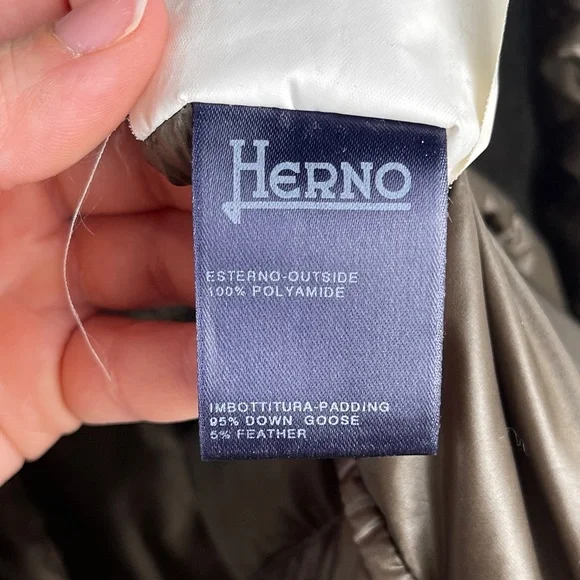 HERNO
ESTERNO-OUTSIDE
100% POLYAMIDE
IMBOTTITURA-PADDING
95% DOWN GOOSE
5% FEATHER